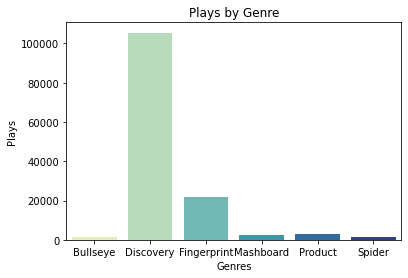 Plays by Genre
100000
80000
60000
40000
20000
0
Plays
Bullseye Discovery Fingerprint Mashboard Product Spider
Genres